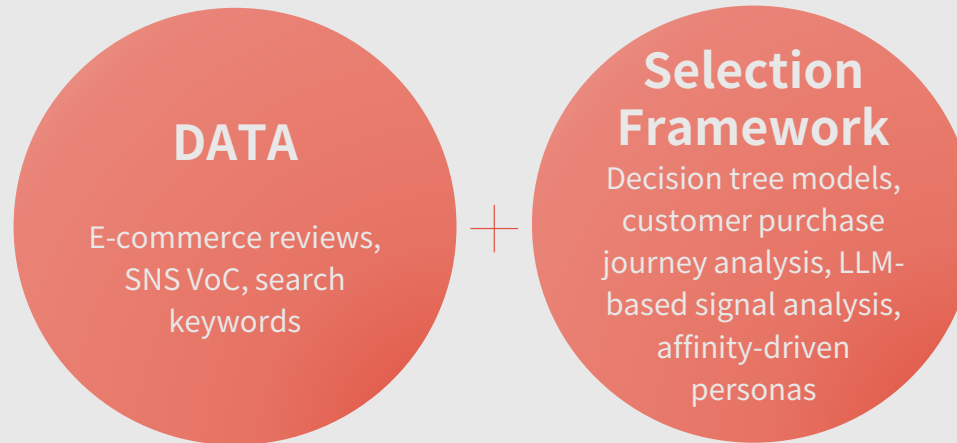 DATA
E-commerce reviews,
SNS VoC, search
keywords
Selection
Framework
Decision tree models,
customer purchase
journey analysis, LLM-
based signal analysis,
affinity-driven
personas